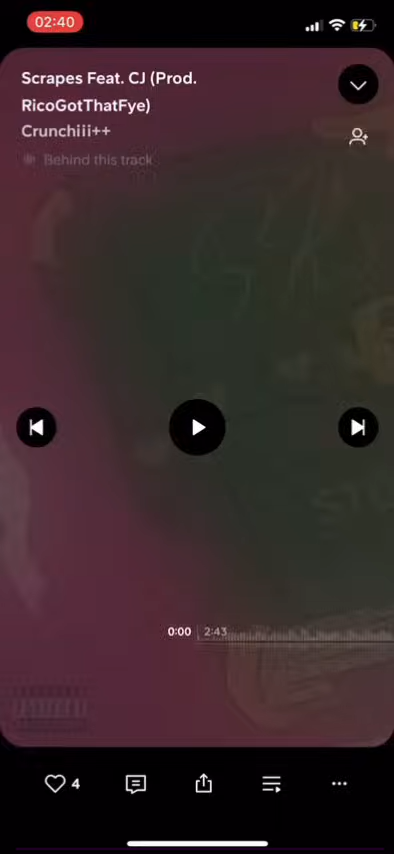 02:40
Scrapes Feat. CJ (Prod.
RicoGotThatFye)
Crunchiii++
Behind this track
0:00 2:43
4